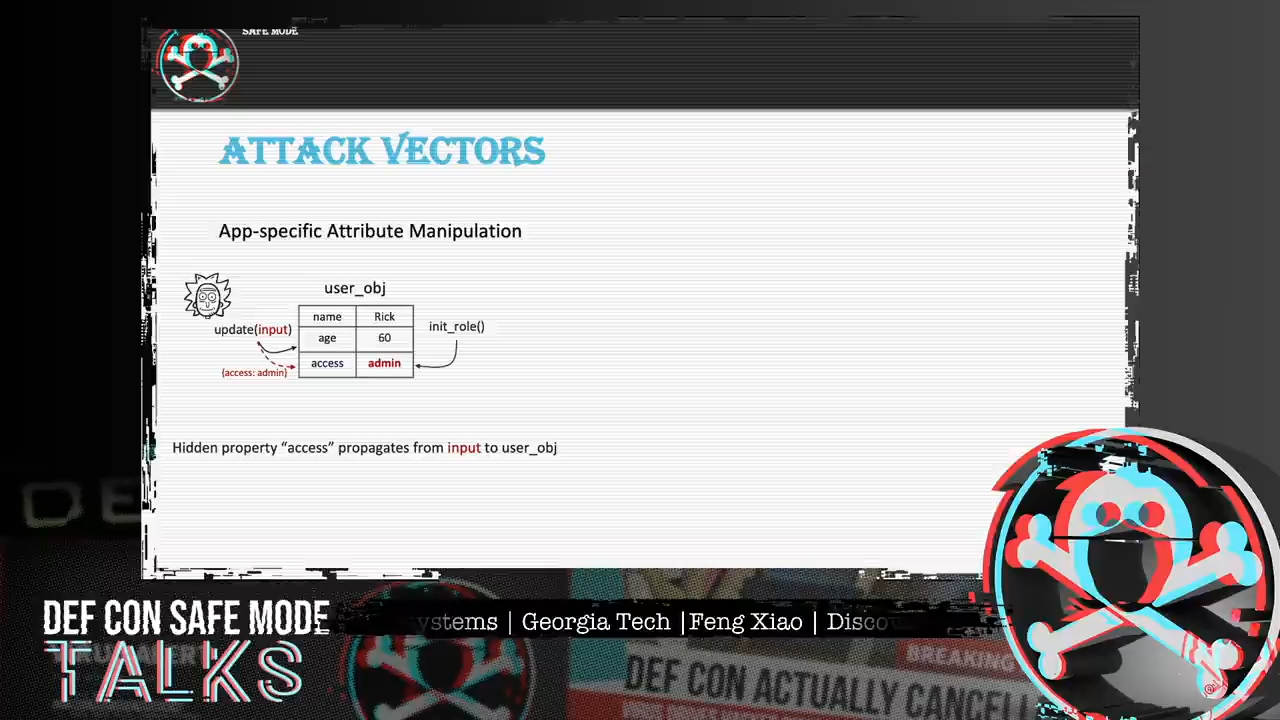 SAFE MODE
ATTACK VECTORS
App-specific Attribute Manipulation
user_obj
name Rick
update(input)
init_role()
age 60
access admin
{access: admin}
Hidden property “access” propagates from input to user_obj
DEF CON SAFE MODE
TALKS
ystems | Georgia Tech |Feng Xiao | Disco
BREAKING
DEF CON ACTUALLY CANCELL